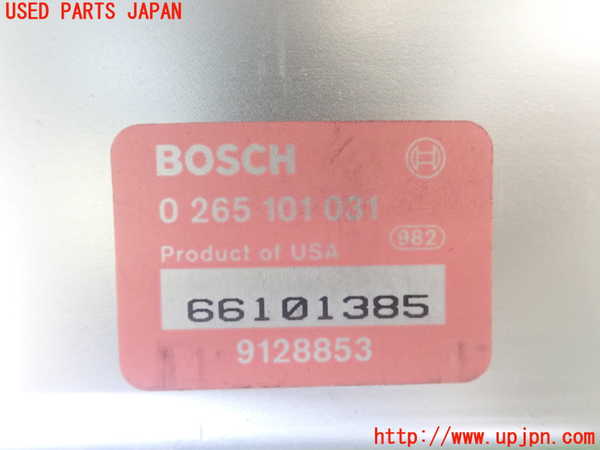 USED PARTS JAPAN
BOSCH
0 265 101 031
982
Product of USA
66101385
9128853
http://www.upjpn.com/